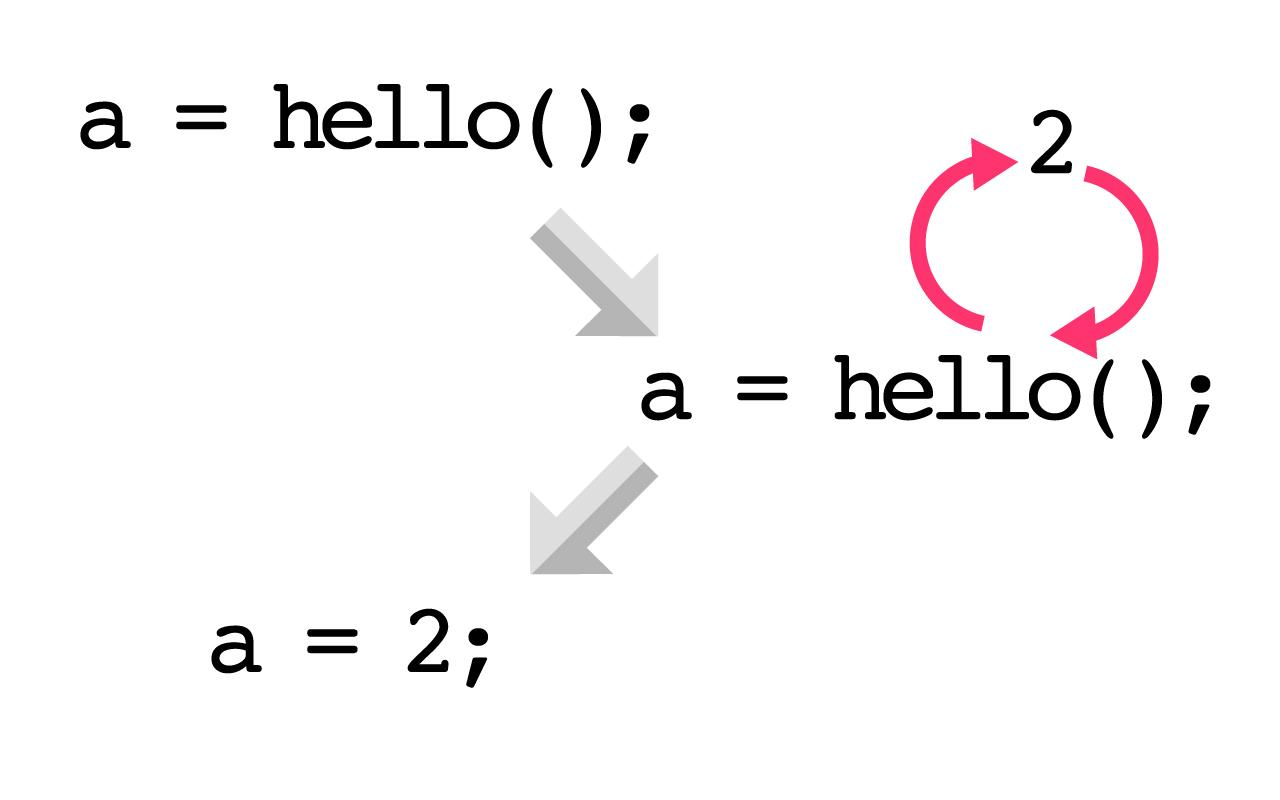 a = hello();
2
a = hello();
a = 2;